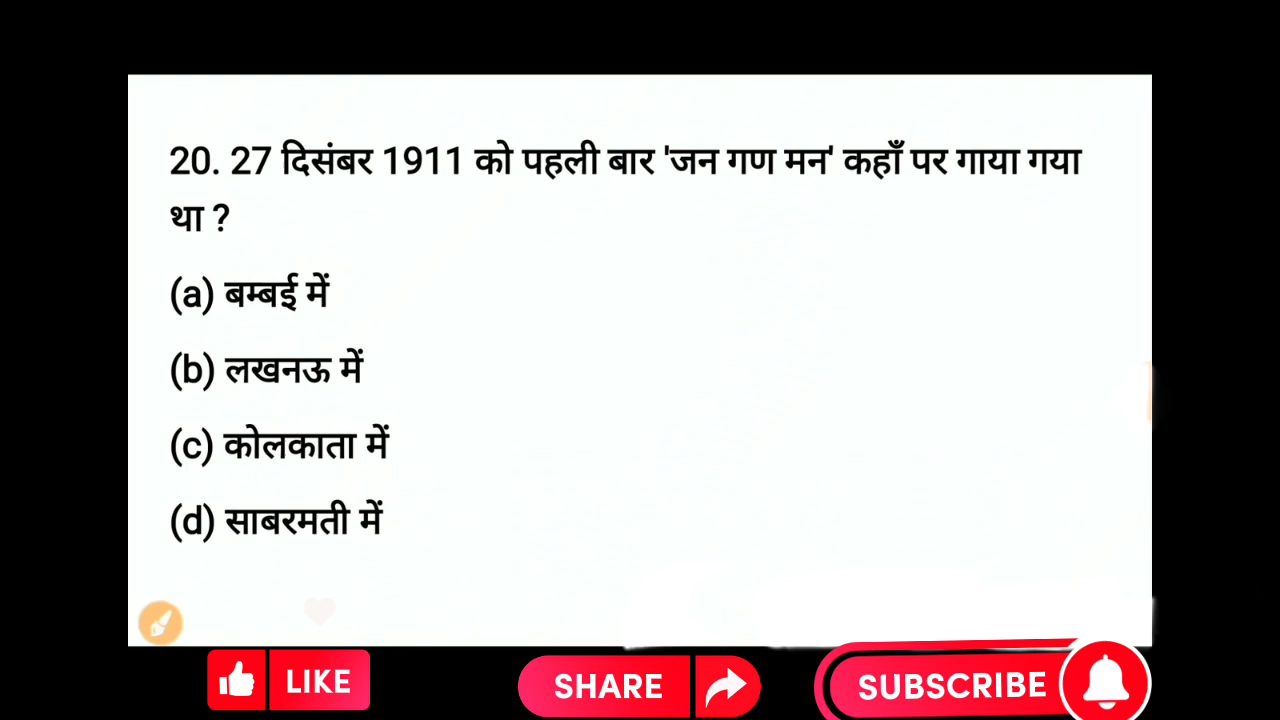 20. 27 दिसंबर 1911 को पहली बार 'जन गण मन' कहाँ पर गाया गया
था ?
(a) बम्बई में
(b) लखनऊ में
(c) कोलकाता में
(d) साबरमती में
LIKE
SHARE
SUBSCRIBE